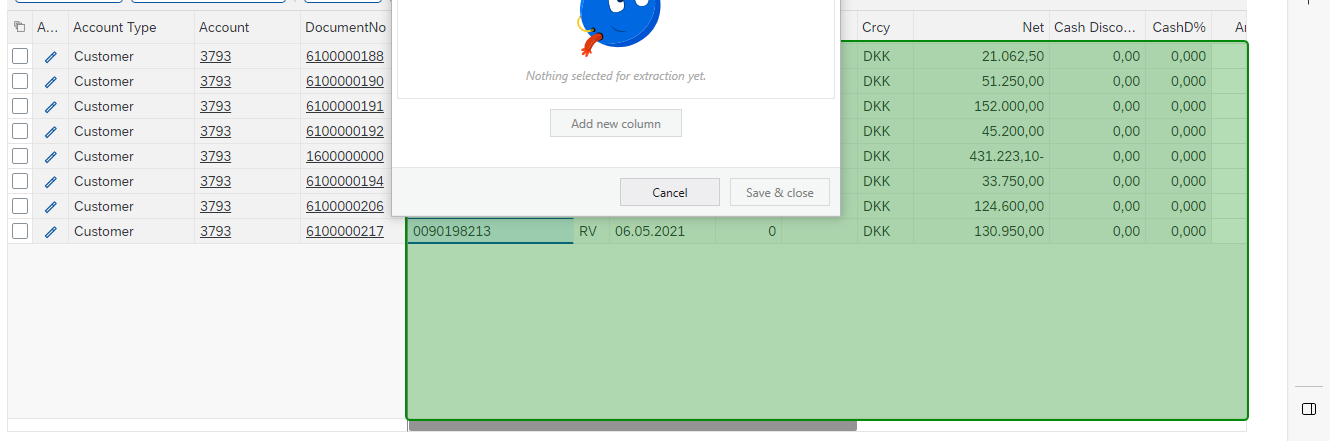 A... Account Type Account DocumentNo Crcy Net Cash Disco... CashD%
Customer 3793 6100000188 DKK 21.062,50 0,00 0,000
Nothing selected for extraction yet.
Customer 3793 6100000190 DKK 51.250,00 0,00 0,000
Customer 3793 6100000191 DKK 152.000,00 0,00 0,000
Add new column
Customer 3793 6100000192 DKK 45.200,00 0,00 0,000
Customer 3793 1600000000 DKK 431.223,10- 0,00 0,000
Customer 3793 6100000194 DKK 33.750,00 0,00 0,000
Cancel Save & close
Customer 3793 6100000206 DKK 124.600,00 0,00 0,000
Customer 3793 6100000217 0090198213 RV 06.05.2021 0 DKK 130.950,00 0,00 0,000